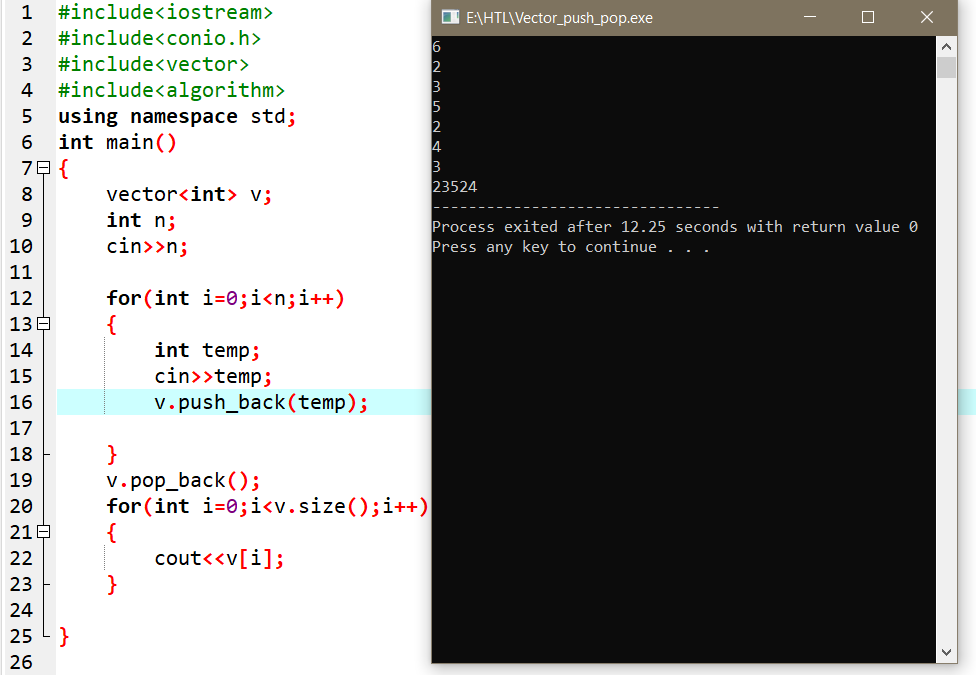 1 #include<iostream>
2 #include<conio.h>
3 #include<vector>
4 #include<algorithm>
5 using namespace std;
6 int main()
7 {
8 vector<int> v;
9 int n;
10 cin>>n;
11
12 for(int i=0;i<n;i++)
13 {
14 int temp;
15 cin>>temp;
16 v.push_back(temp);
17
18 }
19 v.pop_back();
20 for(int i=0;i<v.size();i++)
21 {
22 cout<<v[i];
23 }
24
25 }
26
E:\HTL\Vector_push_pop.exe
6
2
3
5
2
4
3
23524
--------------------------------
Process exited after 12.25 seconds with return value 0
Press any key to continue . . .